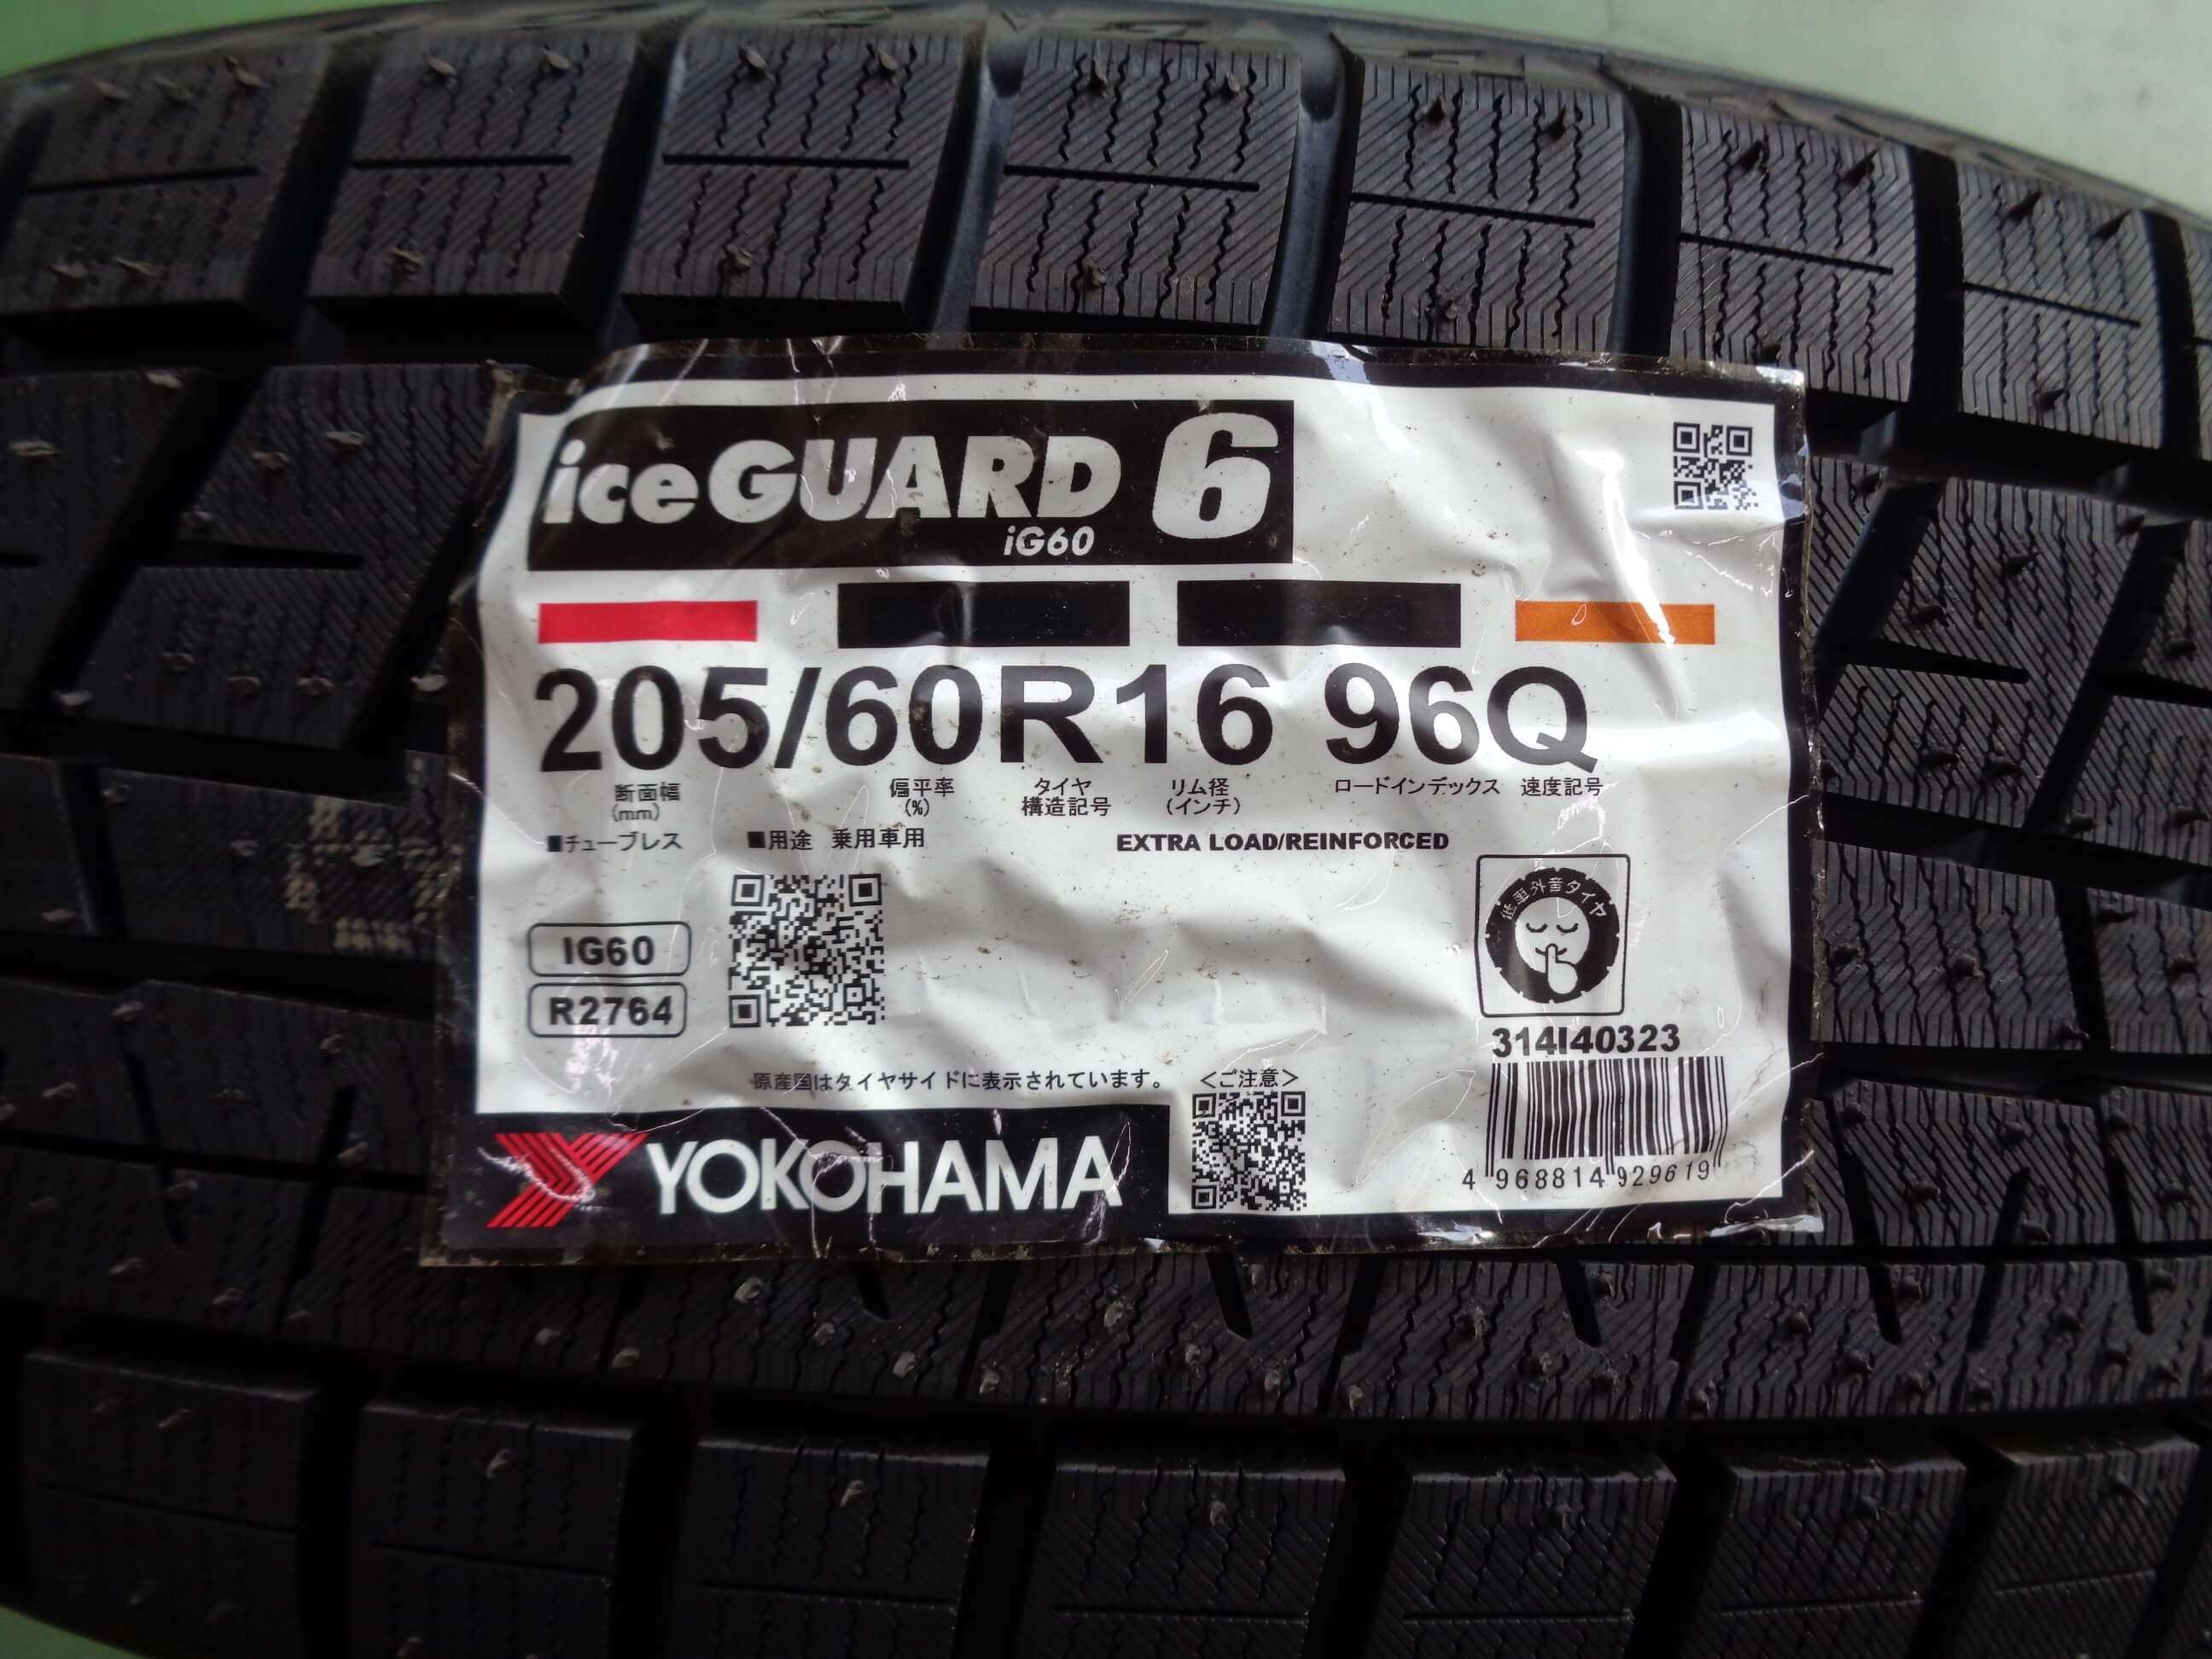 iceGUARD 6
iG60
205/60R16 96Q
断面幅 偏平率 タイヤ リム径 ロードインデックス 速度記号
(mm) (%) 構造記号 (インチ)
■チューブレス ■用途 乗用車用 EXTRA LOAD/REINFORCED
低車外音タイヤ
IG60
R2764
314I40323
原産国はタイヤサイドに表示されています。 <ご注意>
YOKOHAMA
4 968814 929619